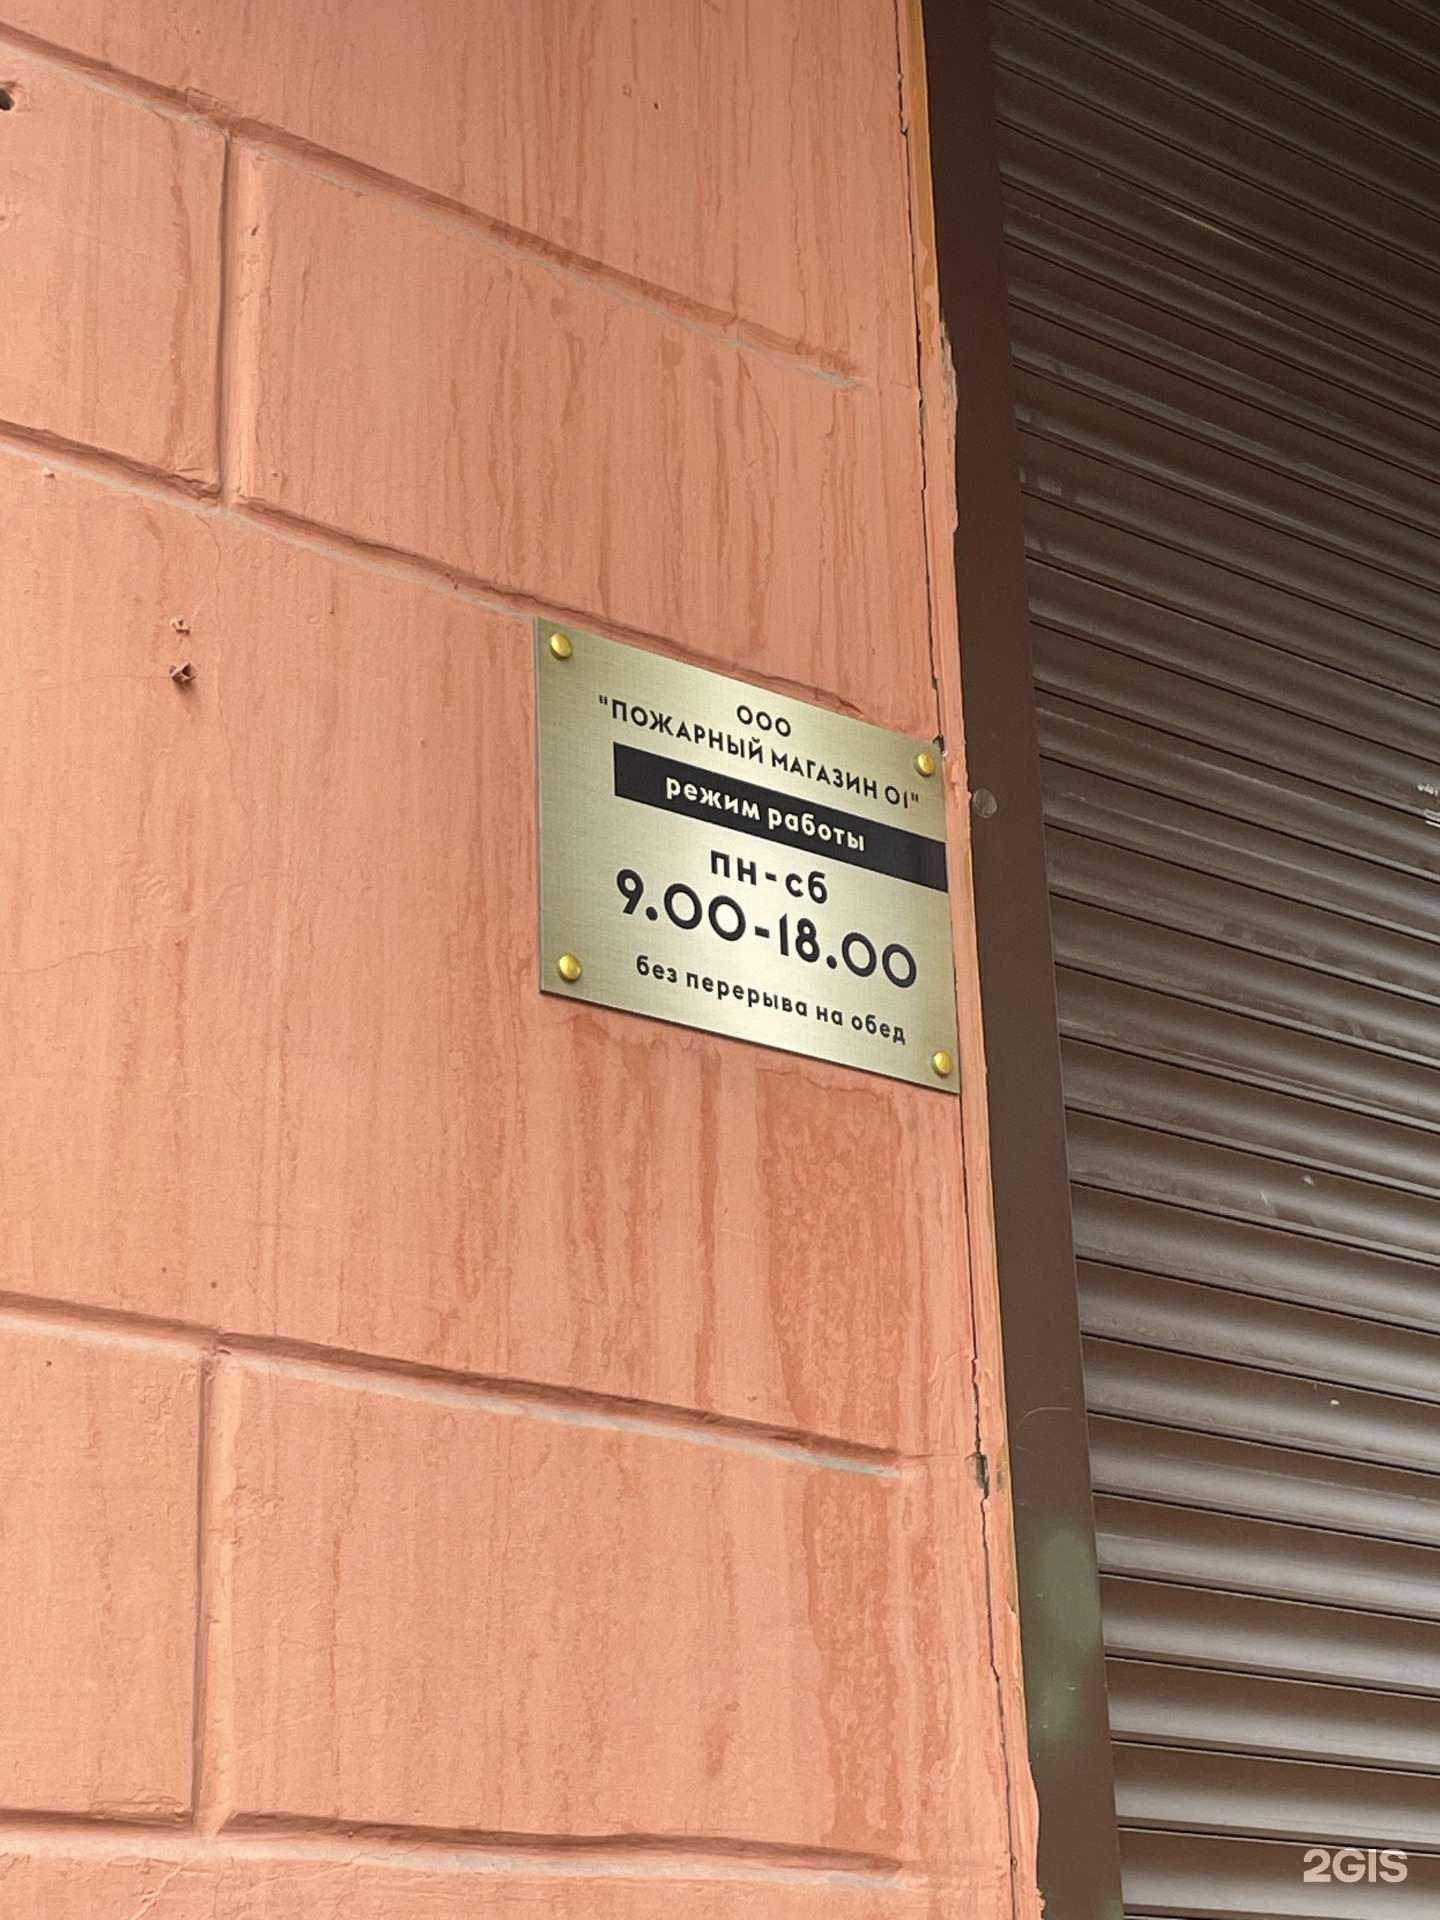 ООО
"ПОЖАРНЫЙ МАГАЗИН 01"
режим работы
пн-сб
9.00-18.00
без перерыва на обед
2GIS